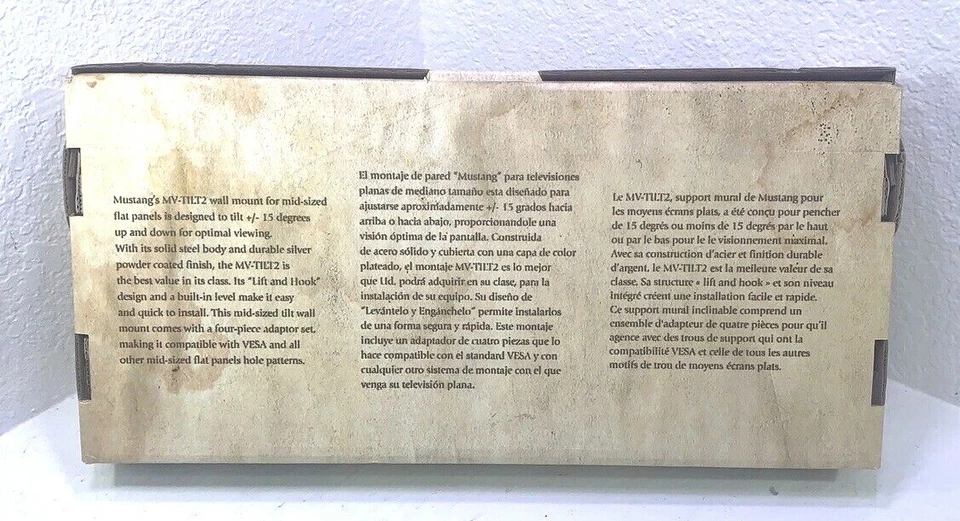 Mustang's MV-TILT2 wall mount for mid-sized
flat panels is designed to tilt +/- 15 degrees
up and down for optimal viewing.
With its solid steel body and durable silver
powder coated finish, the MV-TILT2 is
the best value in its class. Its "Lift and Hook"
design and a built-in level make it easy
and quick to install. This mid-sized tilt wall
mount comes with a four-piece adaptor set,
making it compatible with VESA and all
other mid-sized flat panels hole patterns.
El montaje de pared "Mustang" para televisiones
planas de mediano tamaño esta diseñado para
ajustarse aproximadamente +/- 15 grados hacia
arriba o hacia abajo, proporcionandole una
visión óptima de la pantalla. Construida
de acero sólido y cubierta con una capa de color
plateado, el montaje MV-TILT2 es lo mejor
que Ud. podrá adquirir en su clase, para la
instalación de su equipo. Su diseño de
"Levántelo y Engánchelo" permite instalarlos
de una forma segura y rápida. Este montaje
incluye un adaptador de cuatro piezas que lo
hace compatible con el standard VESA y con
cualquier otro sistema de montaje con el que
venga su televisión plana.
Le MV-TILT2, support mural de Mustang pour
les moyens écrans plats, a été conçu pour pencher
de 15 degrés ou moins de 15 degrés par le haut
ou par le bas pour le le visionnement maximal.
Avec sa construction d'acier et finition durable
d'argent, le MV-TILT2 est la meileure valeur de sa
classe. Sa structure « lift and hook » et son niveau
intégré créent une installation facile et rapide.
Ce support mural inclinable comprend un
ensemble d'adapteur de quatre pièces pour qu'il
agence avec des trous de support qui ont la
compatibilité VESA et celle de tous les autres
motifs de trou de moyens écrans plats.